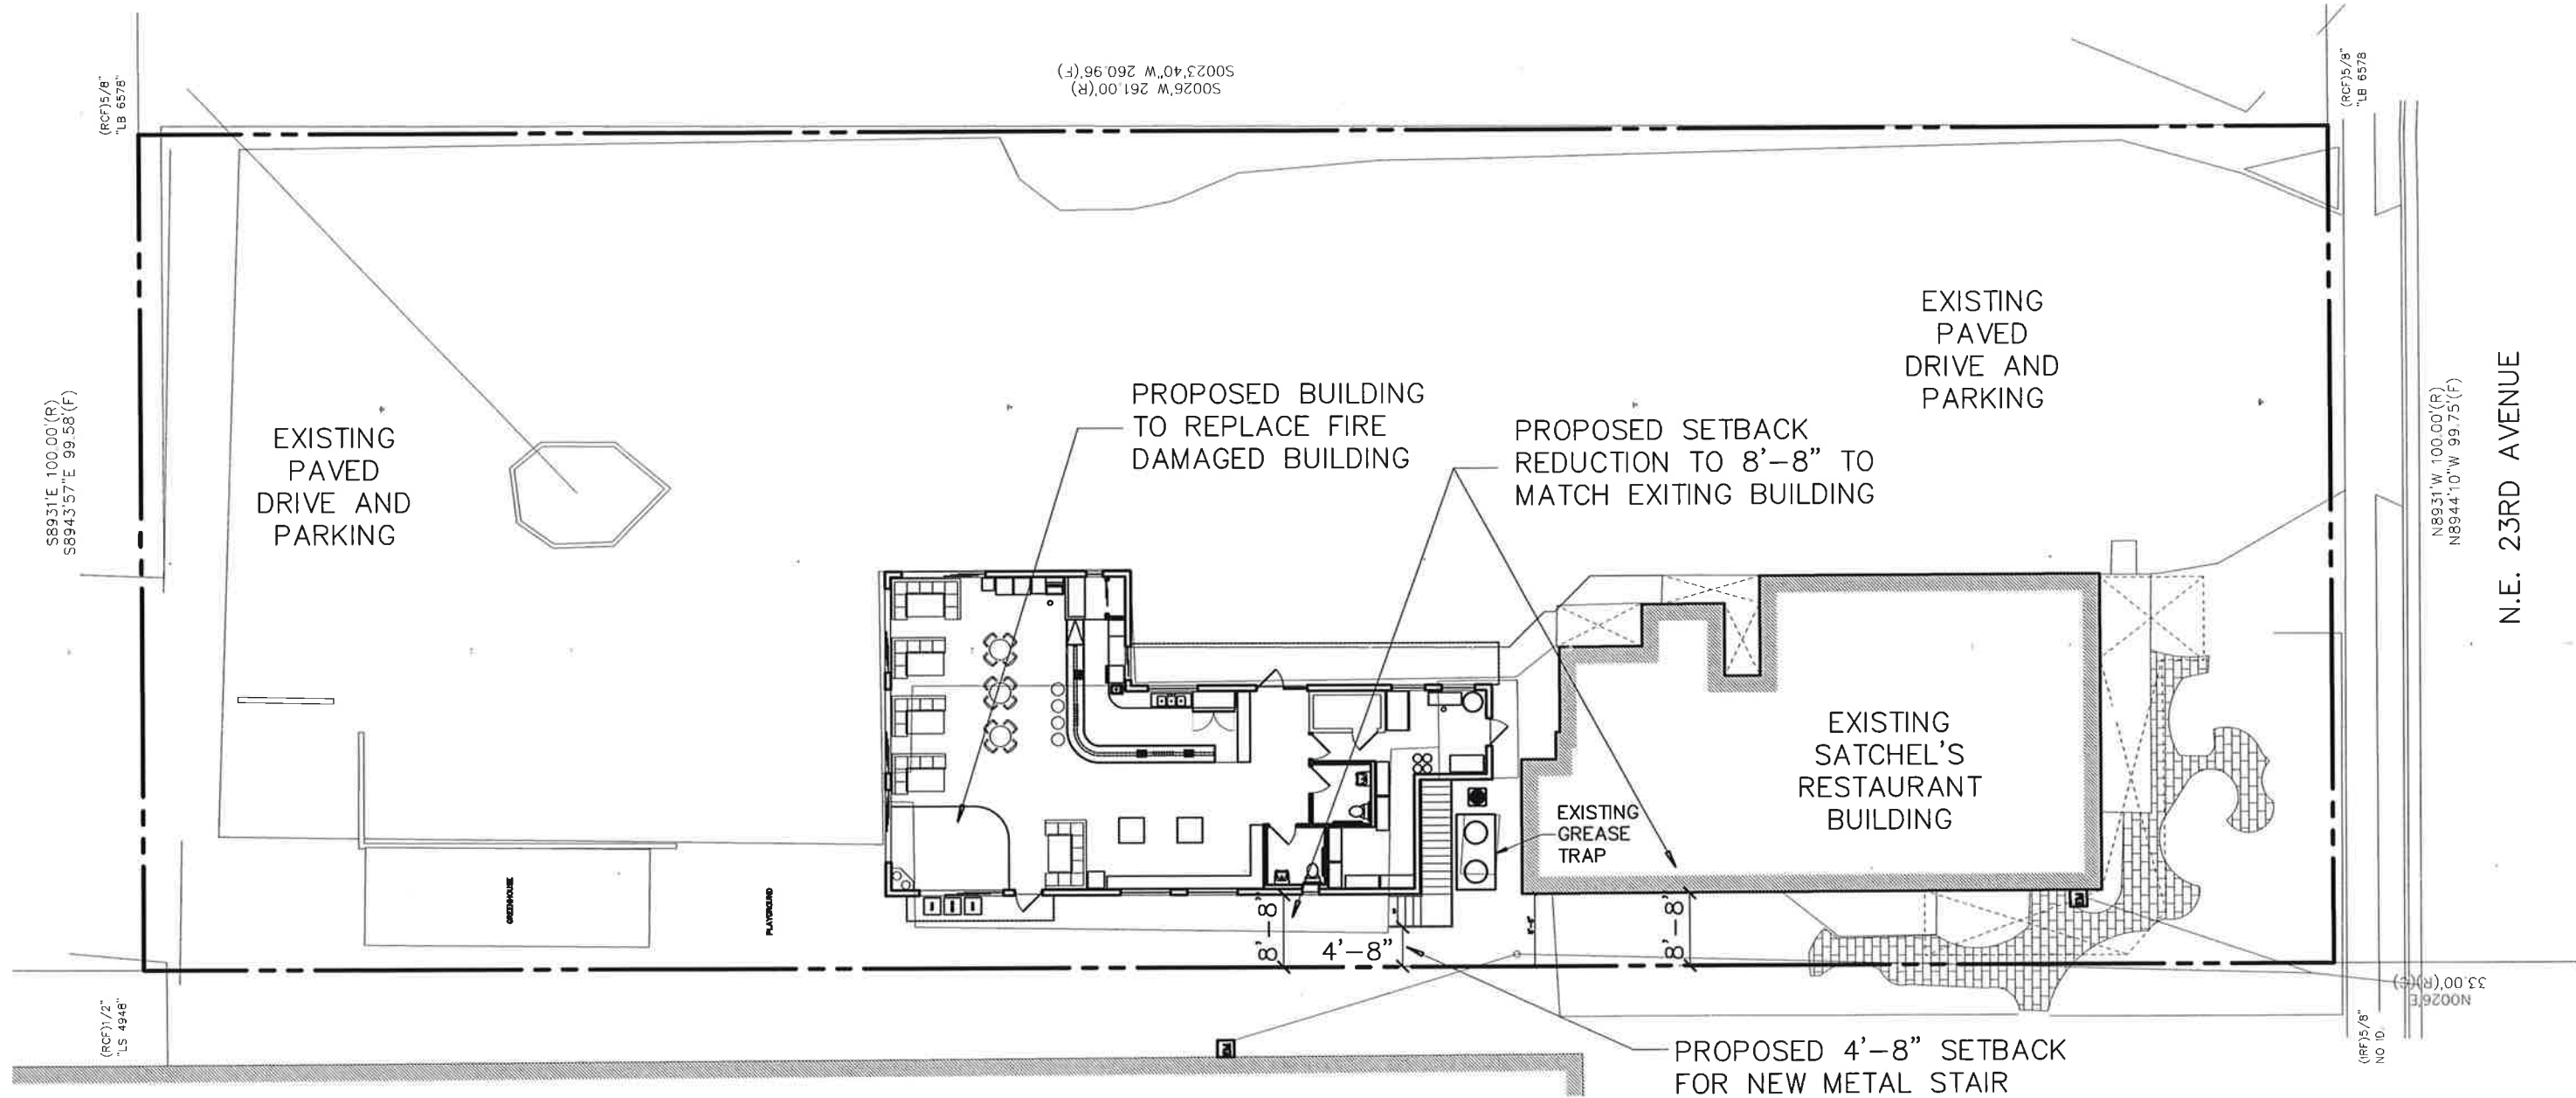 S0023'40"W 260.96'(F)
S0026'W 261.00'(R)
(RCF)5/8"
"LB 6578"
(RCF)5/8"
"LB 6578
S8931'E 100.00'(R)
S8943'57"E 99.58'(F)
EXISTING
PAVED
DRIVE AND
PARKING
PROPOSED BUILDING
TO REPLACE FIRE
DAMAGED BUILDING
PROPOSED SETBACK
REDUCTION TO 8'-8" TO
MATCH EXITING BUILDING
EXISTING
PAVED
DRIVE AND
PARKING
N8931'W 100.00'(R)
N8944'10"W 99.75'(F)
N.E. 23RD AVENUE
EXISTING
SATCHEL'S
RESTAURANT
BUILDING
EXISTING
GREASE
TRAP
GREENHOUSE
PLAYGROUND
8'-8"
4'-8"
8'-8"
33.00'(R)(C)
N0026'E
(RCF)1/2"
"LS 4948"
(IRF)5/8"
NO ID.
PROPOSED 4'-8" SETBACK
FOR NEW METAL STAIR